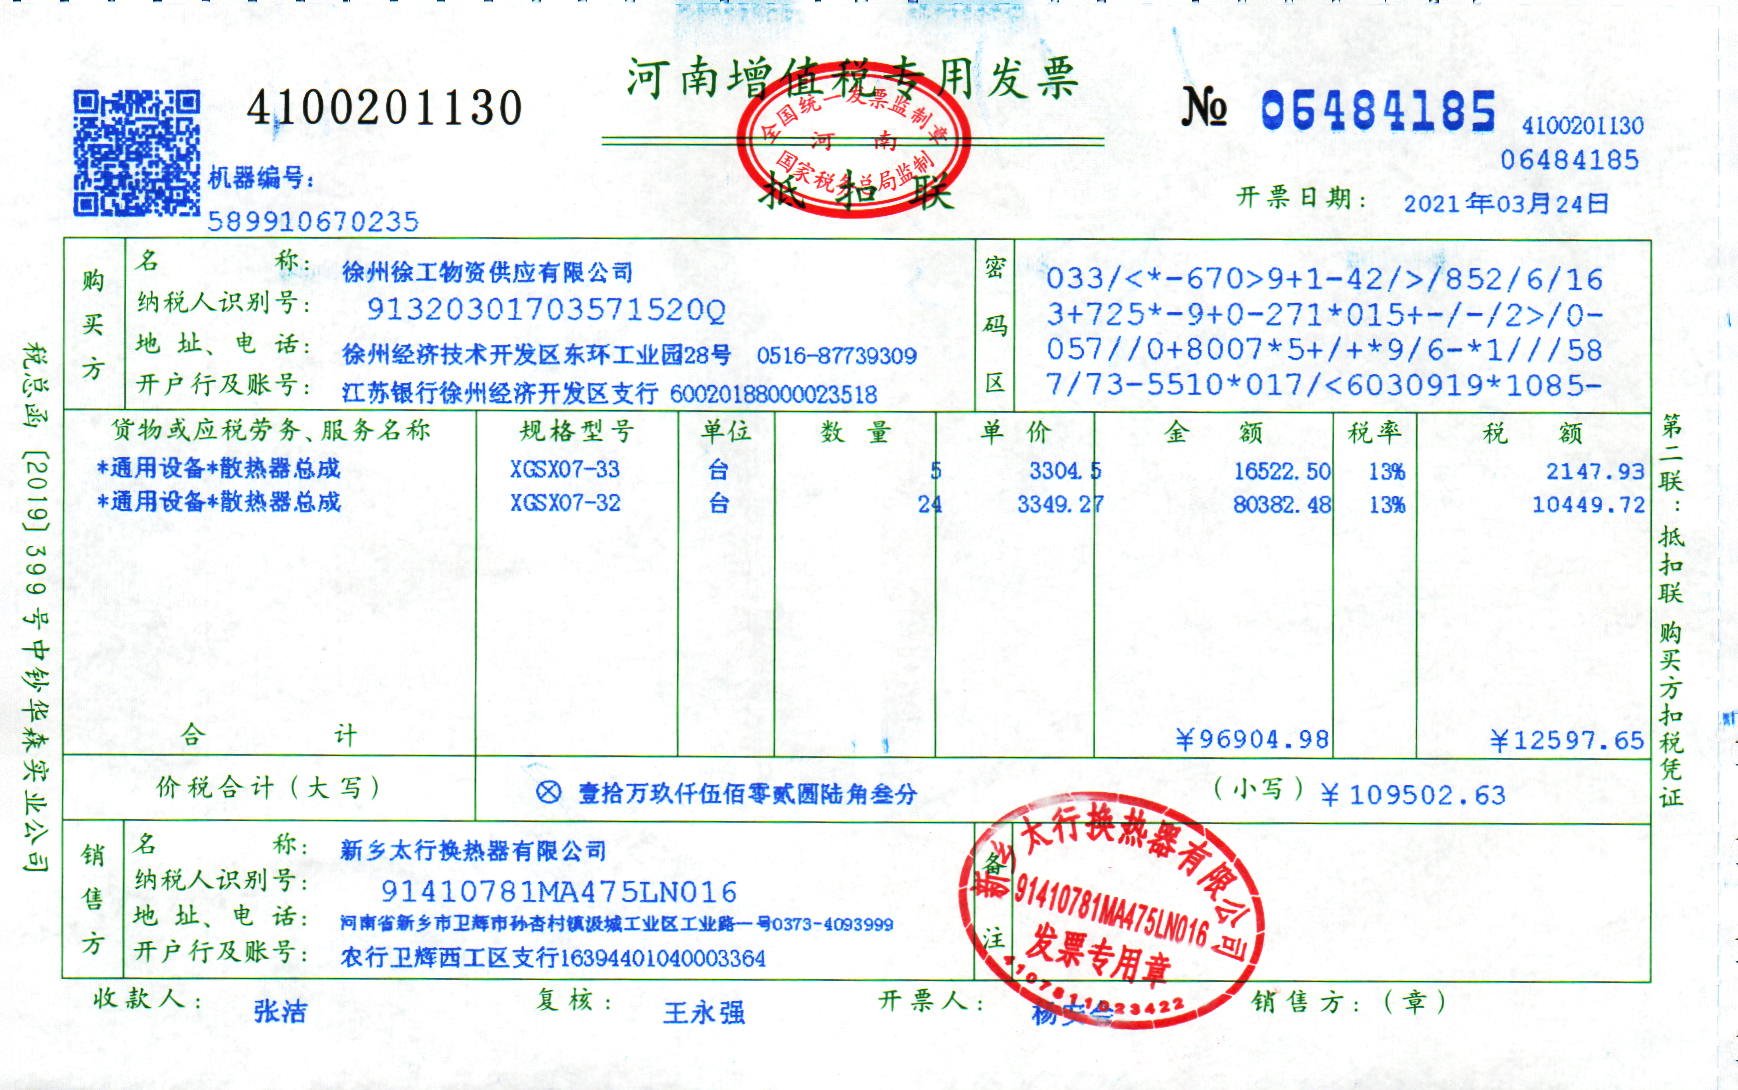 河南增值税专用发票
抵扣联
全国统一发票监制章
河南
国家税务总局监制
4100201130
机器编号:
589910670235
№ 06484185
4100201130
06484185
开票日期: 2021年03月24日
购买方
名称: 徐州徐工物资供应有限公司
纳税人识别号: 91320301703571520Q
地址、电话: 徐州经济技术开发区东环工业园28号 0516-87739309
开户行及账号: 江苏银行徐州经济开发区支行 60020188000023518
密码区
033/<*-670>9+1-42/>/852/6/16
3+725*-9+0-271*015+-/-/2>/0-
057//0+8007*5+/+*9/6-*1///58
7/73-5510*017/<6030919*1085-
货物或应税劳务、服务名称 规格型号 单位 数量 单价 金额 税率 税额
*通用设备*散热器总成 XGSX07-33 台 5 3304.5 16522.50 13% 2147.93
*通用设备*散热器总成 XGSX07-32 台 24 3349.27 80382.48 13% 10449.72
合计 ¥96904.98 ¥12597.65
价税合计(大写) ⊗壹拾万玖仟伍佰零贰圆陆角叁分 (小写) ¥109502.63
销售方
名称: 新乡太行换热器有限公司
纳税人识别号: 91410781MA475LN016
地址、电话: 河南省新乡市卫辉市孙杏村镇汲城工业区工业路一号0373-4093999
开户行及账号: 农行卫辉西工区支行16394401040003364
备注
新乡太行换热器有限公司
91410781MA475LN016
发票专用章
4107811023422
收款人: 张洁 复核: 王永强 开票人: 杨安会 销售方:(章)
税总函[2019]399号中钞华森实业公司
第二联:抵扣联 购买方扣税凭证